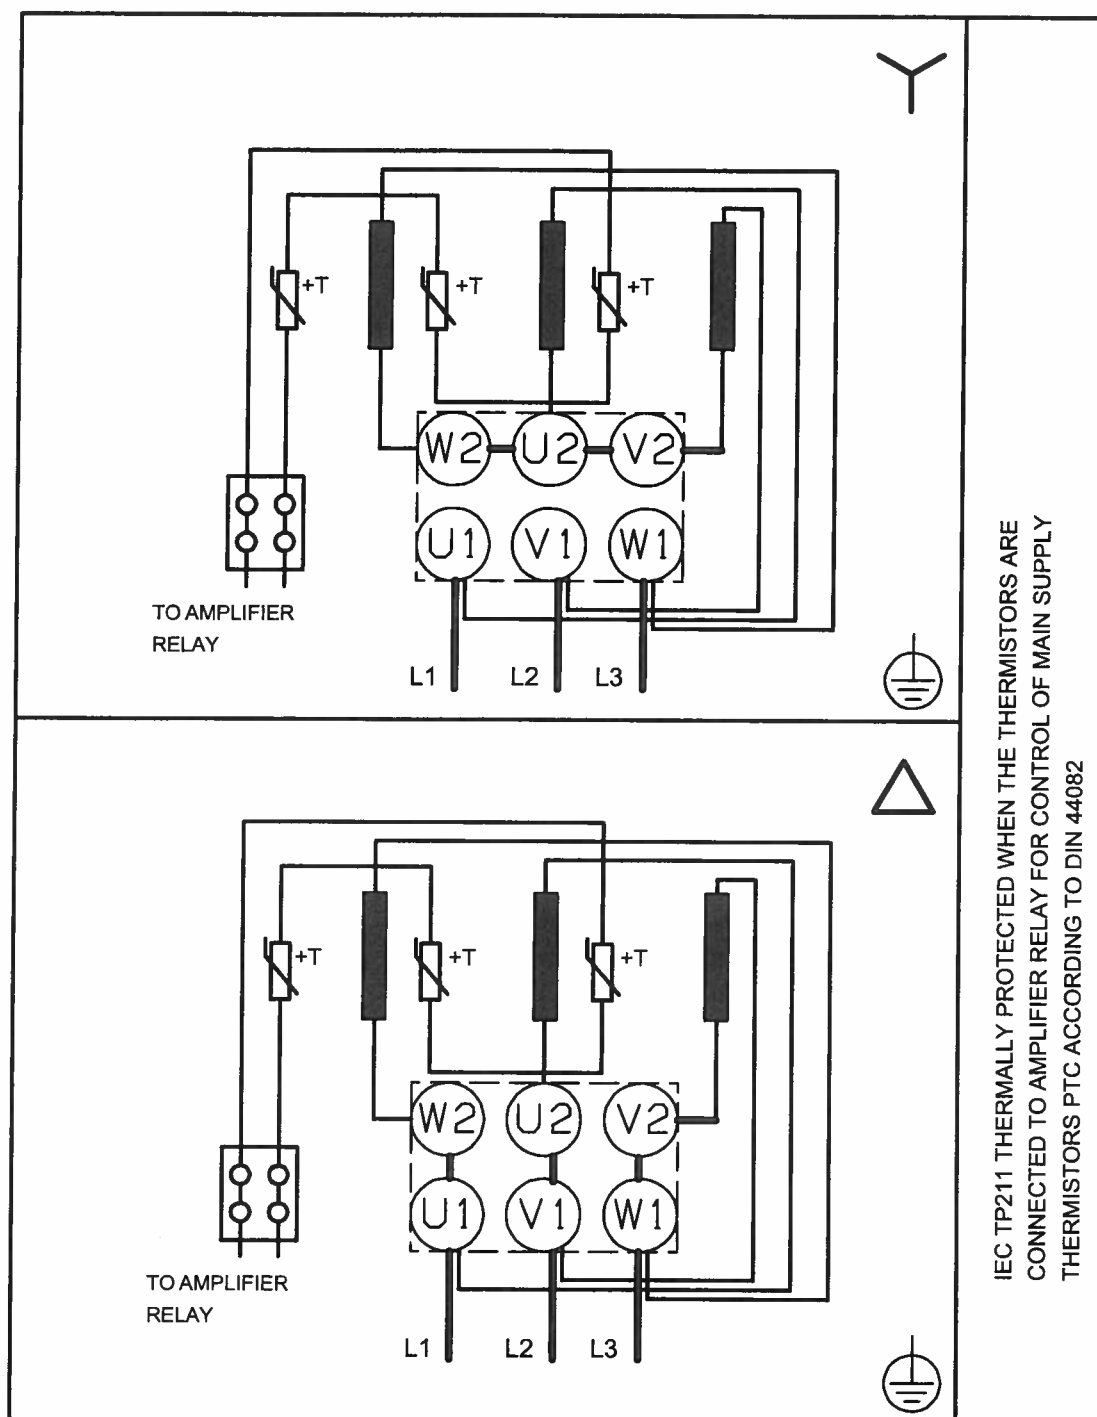 +T
+T
+T
W2
U2
V2
U1
V1
W1
TO AMPLIFIER
RELAY
L1
L2
L3
+T
+T
+T
W2
U2
V2
U1
V1
W1
TO AMPLIFIER
RELAY
L1
L2
L3
IEC TP211 THERMALLY PROTECTED WHEN THE THERMISTORS ARE
CONNECTED TO AMPLIFIER RELAY FOR CONTROL OF MAIN SUPPLY
THERMISTORS PTC ACCORDING TO DIN 44082